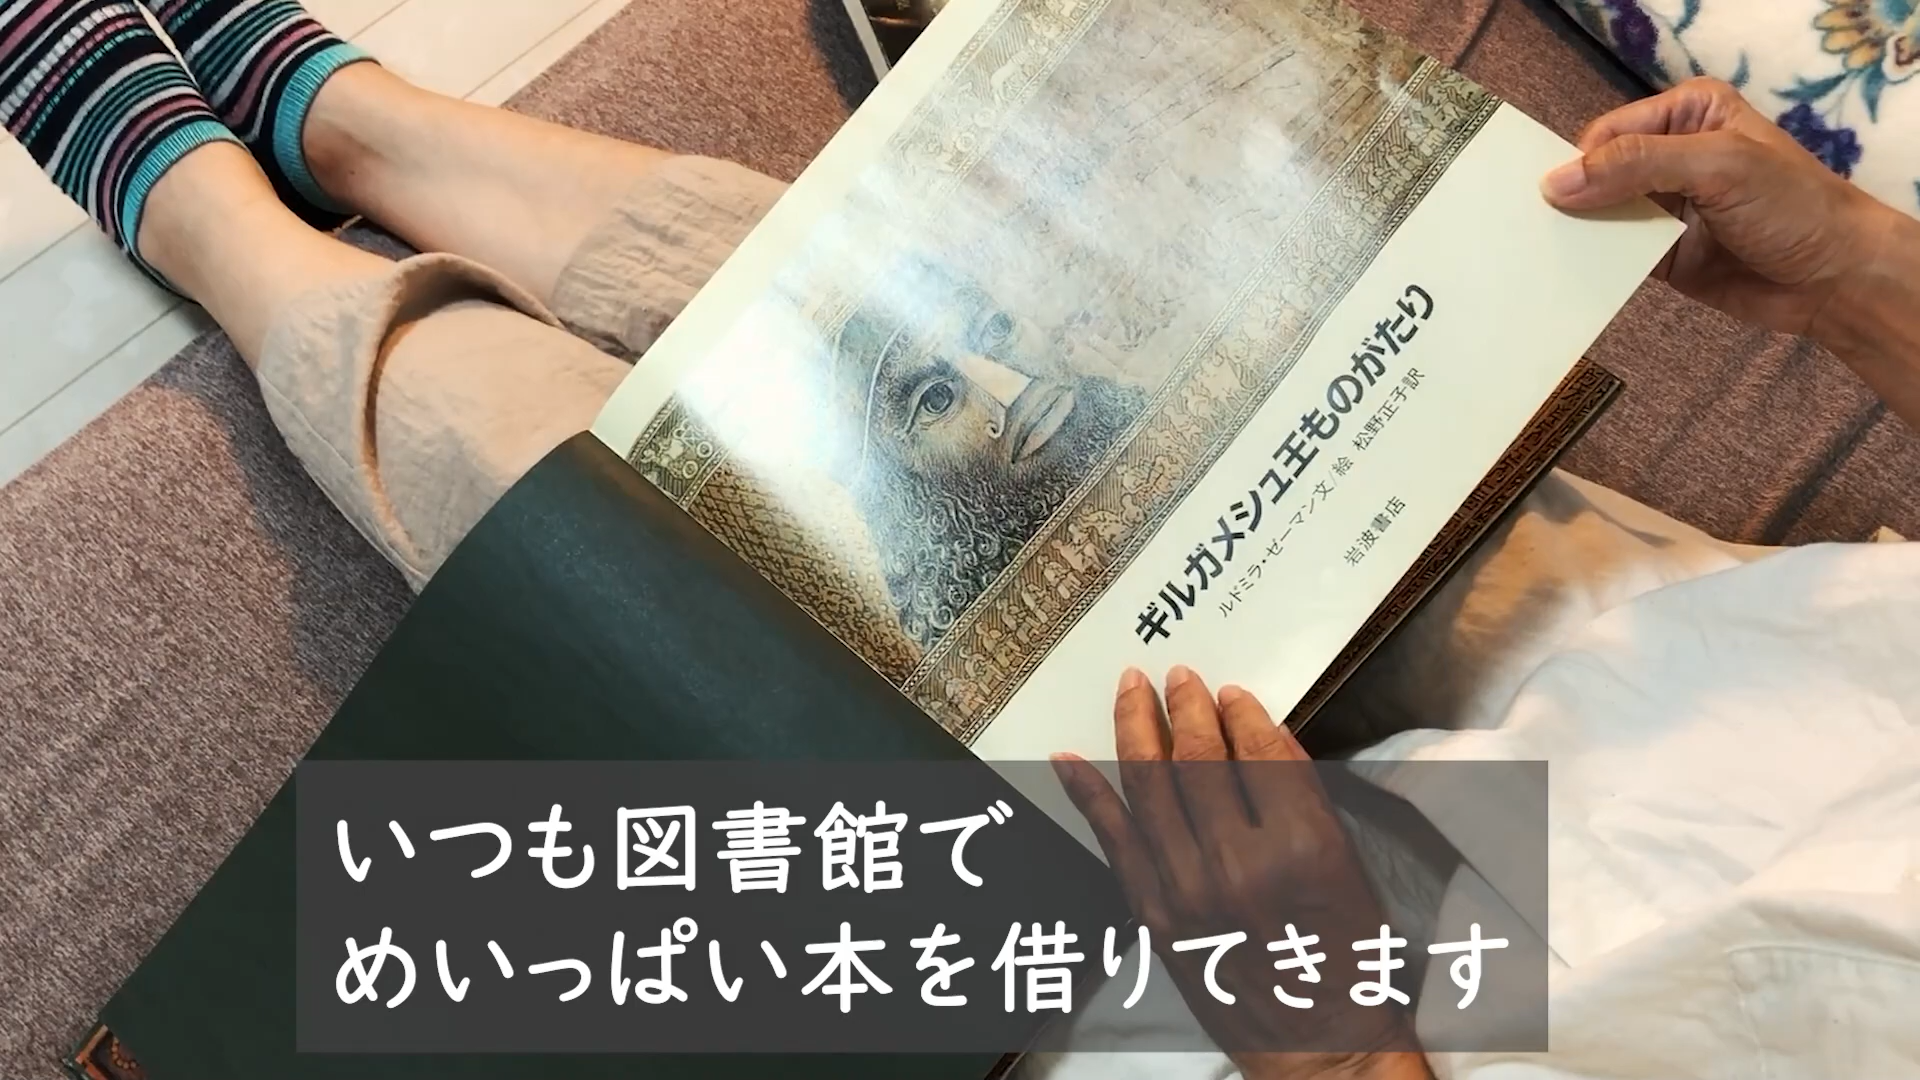 ギルガメシュ王ものがたり
ルドミラ・ゼーマン文/絵 松野正子訳
岩波書店
いつも図書館で
めいっぱい本を借りてきます